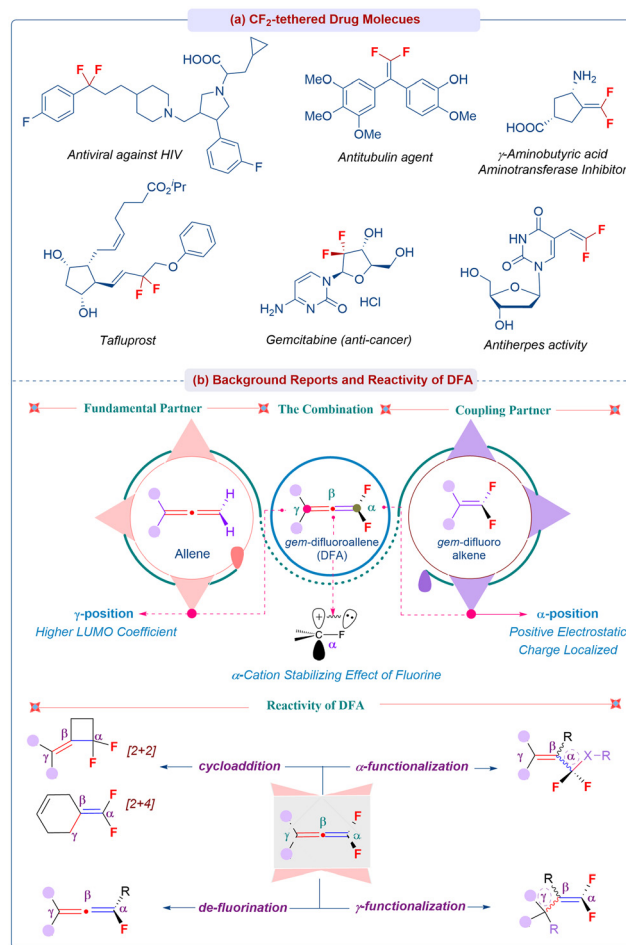 (a) CF2-tethered Drug Molecues
F F
F
COOC
N
N
F
Antiviral against HIV
F F
MeO
MeO
OMe
OH
OMe
Antitubulin agent
NH2
F
F
HOOC
γ-Aminobutyric acid
Aminotransferase Inhibitor
CO2iPr
HO
OH
O
F F
Tafluprost
F
F OH
OH
O
N
N
H2N
O
HCl
Gemcitabine (anti-cancer)
O
HN
O
N
F
F
HO
O
HO
Antiherpes activity
(b) Background Reports and Reactivity of DFA
Fundamental Partner
The Combination
Coupling Partner
H
H
Allene
γ β α
F
F
gem-difluoroallene
(DFA)
F
F
gem-difluoro
alkene
γ-position
Higher LUMO Coefficient
α-position
Positive Electrostatic
Charge Localized
+
C F
α
α-Cation Stabilizing Effect of Fluorine
Reactivity of DFA
β
γ
α
F
F
[2+2]
[2+4]
β
α
γ
F
F
cycloaddition
α-functionalization
R
β
γ
α
X-R
F
F
γ β α
F
F
γ β α
R
F
de-fluorination
γ-functionalization
R
γ
β
α
F
F
R